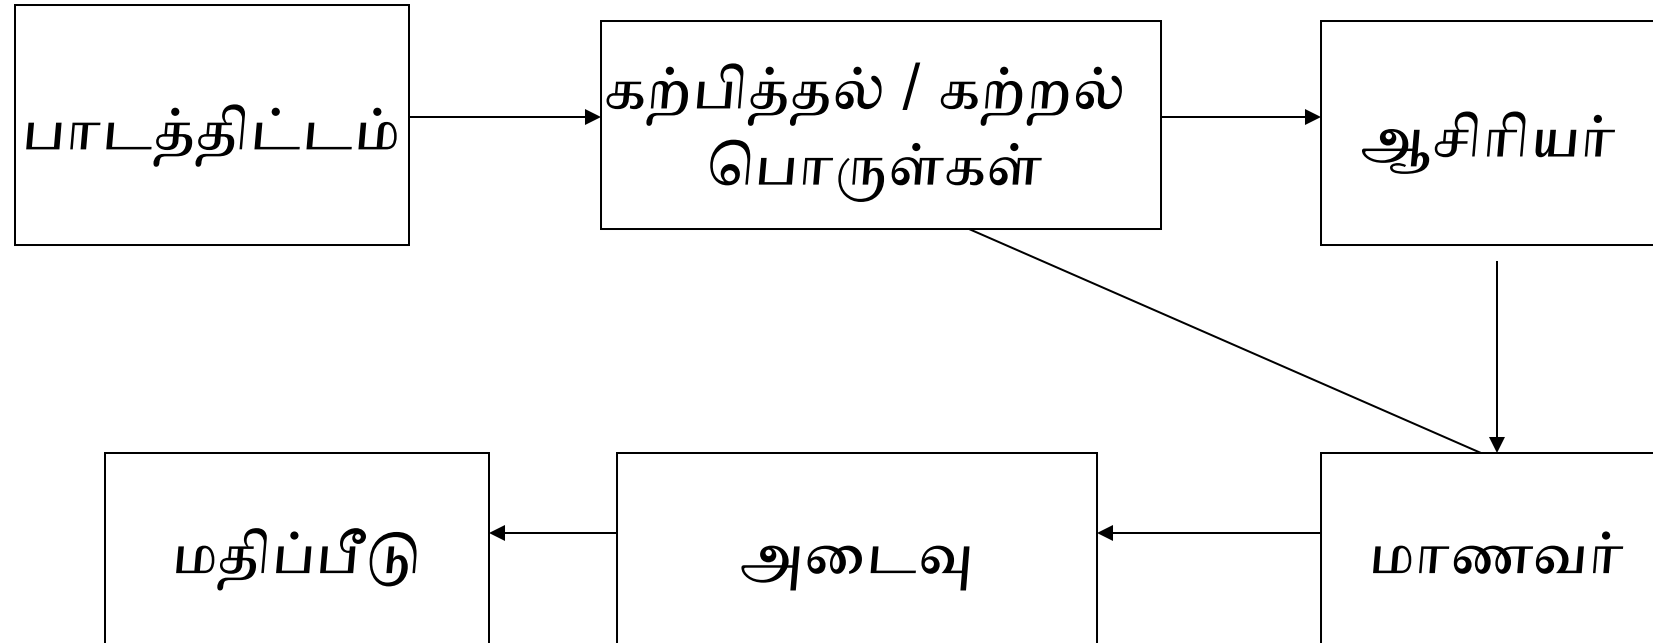 பாடத்திட்டம்
கற்பித்தல் / கற்றல்
பொருள்கள்
ஆசிரியர்
மதிப்பீடு
அடைவு
மாணவர்